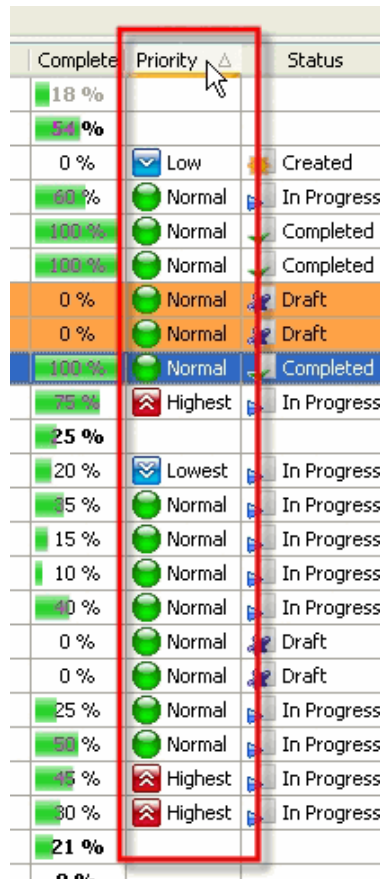 Complete Priority Status
18 %
54 %
0 % Low Created
60 % Normal In Progress
100 % Normal Completed
100 % Normal Completed
0 % Normal Draft
0 % Normal Draft
100 % Normal Completed
75 % Highest In Progress
25 %
20 % Lowest In Progress
35 % Normal In Progress
15 % Normal In Progress
10 % Normal In Progress
40 % Normal In Progress
0 % Normal Draft
0 % Normal Draft
25 % Normal In Progress
50 % Normal In Progress
45 % Highest In Progress
30 % Highest In Progress
21 %